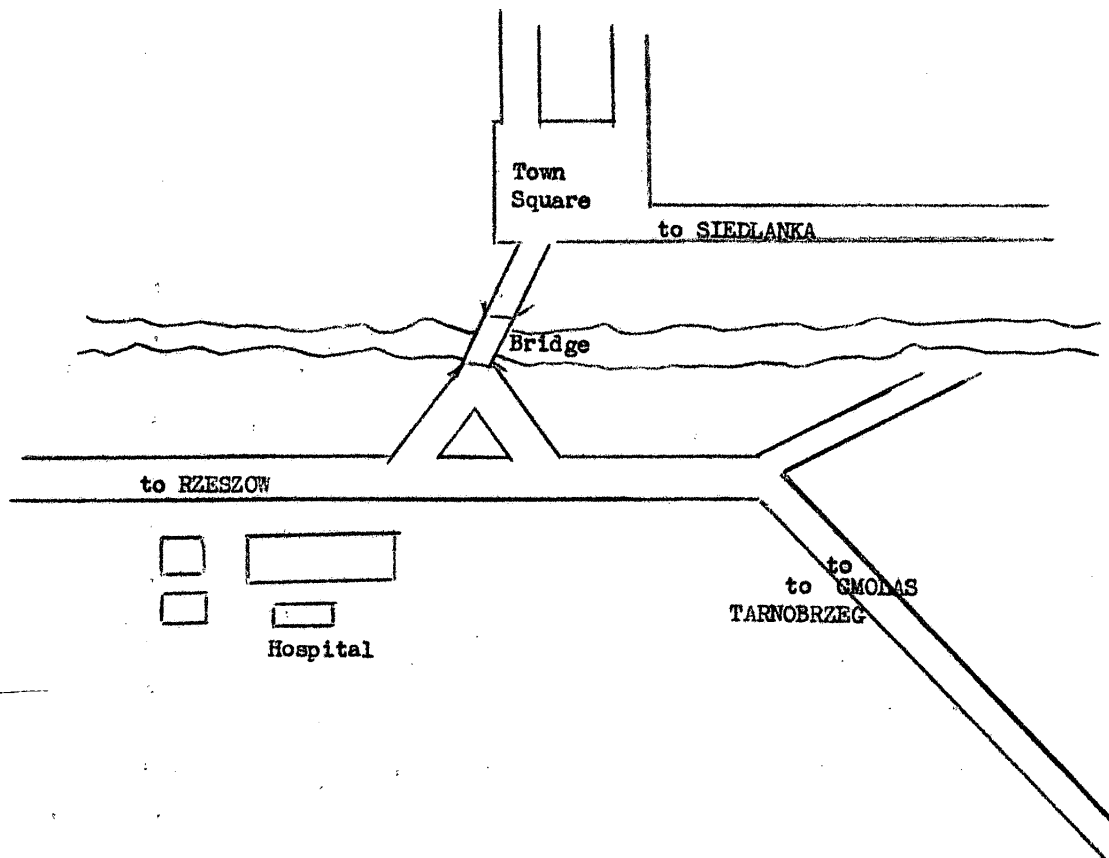 Town
Square
to SIEDLANKA
Bridge
to RZESZOW
to
to GMOLAS
TARNOBRZEG
Hospital